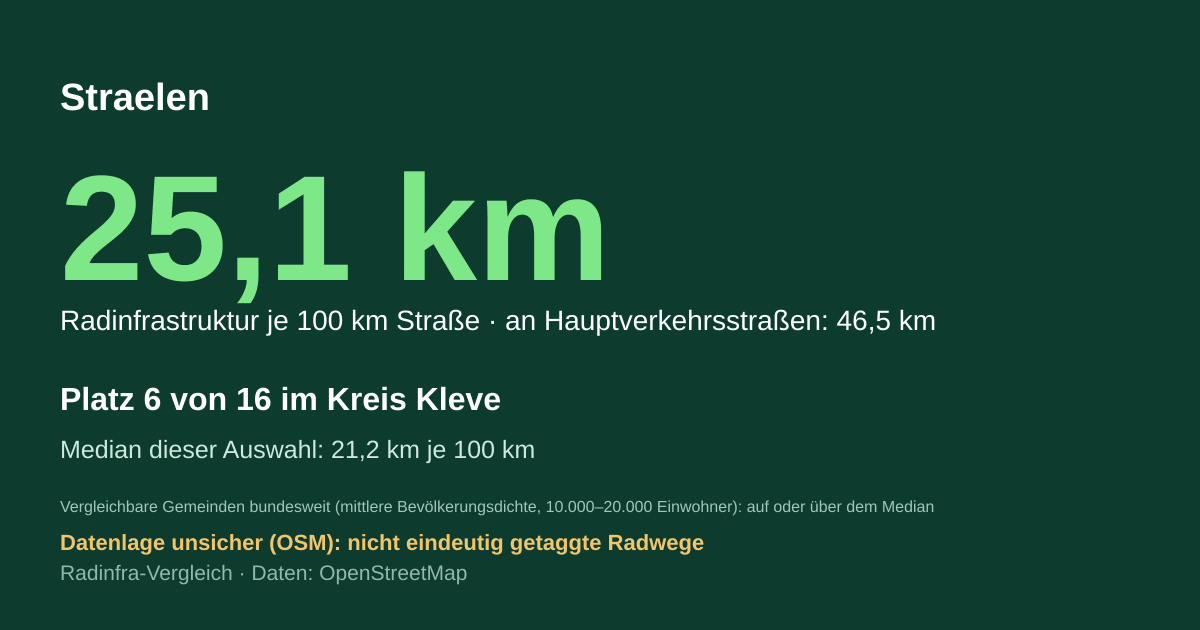 Straelen
25,1 km
Radinfrastruktur je 100 km Straße · an Hauptverkehrsstraßen: 46,5 km
Platz 6 von 16 im Kreis Kleve
Median dieser Auswahl: 21,2 km je 100 km
Vergleichbare Gemeinden bundesweit (mittlere Bevölkerungsdichte, 10.000–20.000 Einwohner): auf oder über dem Median
Datenlage unsicher (OSM): nicht eindeutig getaggte Radwege
Radinfra-Vergleich · Daten: OpenStreetMap